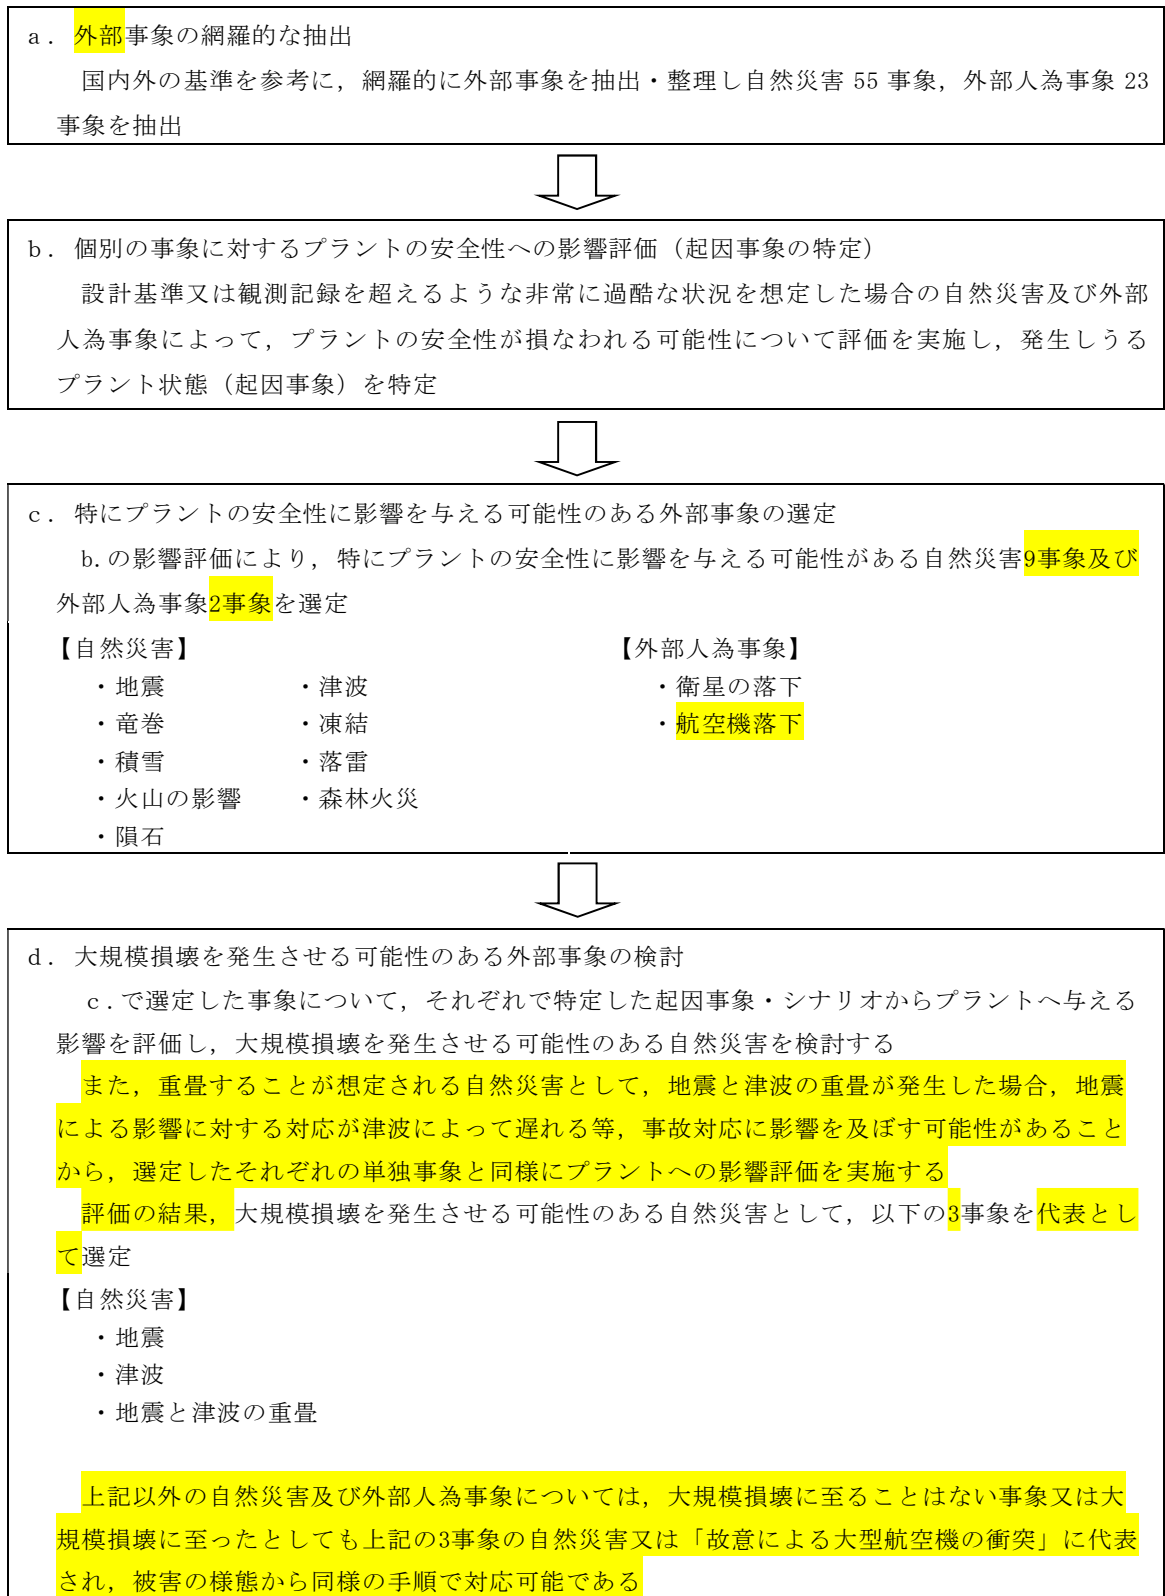 a. 外部事象の網羅的な抽出
国内外の基準を参考に，網羅的に外部事象を抽出・整理し自然災害 55 事象，外部人為事象 23
事象を抽出
b. 個別の事象に対するプラントの安全性への影響評価（起因事象の特定）
設計基準又は観測記録を超えるような非常に過酷な状況を想定した場合の自然災害及び外部
人為事象によって，プラントの安全性が損なわれる可能性について評価を実施し，発生しうる
プラント状態（起因事象）を特定
c. 特にプラントの安全性に影響を与える可能性のある外部事象の選定
b.の影響評価により，特にプラントの安全性に影響を与える可能性がある自然災害9事象及び
外部人為事象2事象を選定
【自然災害】 【外部人為事象】
・地震 ・津波 ・衛星の落下
・竜巻 ・凍結 ・航空機落下
・積雪 ・落雷
・火山の影響 ・森林火災
・隕石
d. 大規模損壊を発生させる可能性のある外部事象の検討
c.で選定した事象について，それぞれで特定した起因事象・シナリオからプラントへ与える
影響を評価し，大規模損壊を発生させる可能性のある自然災害を検討する
また，重畳することが想定される自然災害として，地震と津波の重畳が発生した場合，地震
による影響に対する対応が津波によって遅れる等，事故対応に影響を及ぼす可能性があること
から，選定したそれぞれの単独事象と同様にプラントへの影響評価を実施する
評価の結果，大規模損壊を発生させる可能性のある自然災害として，以下の3事象を代表とし
て選定
【自然災害】
・地震
・津波
・地震と津波の重畳
上記以外の自然災害及び外部人為事象については，大規模損壊に至ることはない事象又は大
規模損壊に至ったとしても上記の3事象の自然災害又は「故意による大型航空機の衝突」に代表
され，被害の様態から同様の手順で対応可能である